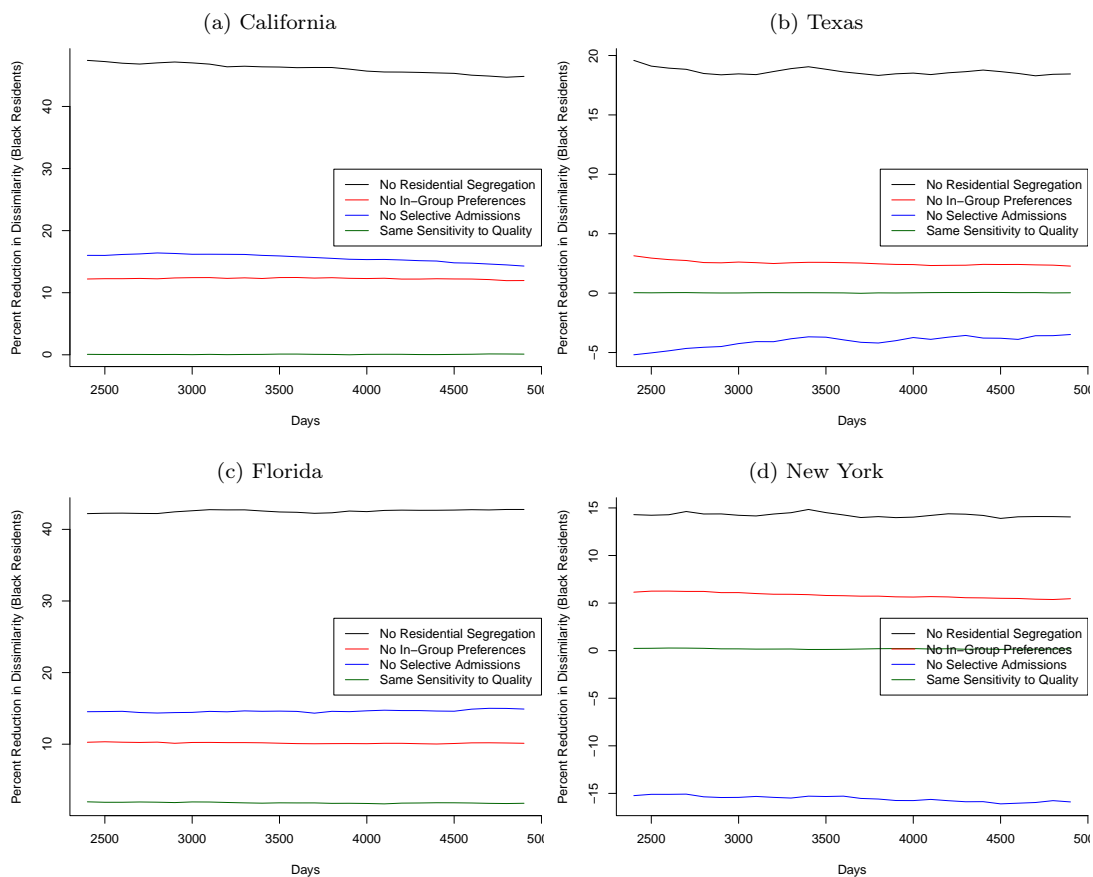 (a) California
Percent Reduction in Dissimilarity (Black Residents)
40
30
20
10
0
No Residential Segregation
No In-Group Preferences
No Selective Admissions
Same Sensitivity to Quality
2500 3000 3500 4000 4500 500
Days
(b) Texas
Percent Reduction in Dissimilarity (Black Residents)
20
15
10
5
0
−5
No Residential Segregation
No In-Group Preferences
No Selective Admissions
Same Sensitivity to Quality
2500 3000 3500 4000 4500 500
Days
(c) Florida
Percent Reduction in Dissimilarity (Black Residents)
40
30
20
10
No Residential Segregation
No In-Group Preferences
No Selective Admissions
Same Sensitivity to Quality
2500 3000 3500 4000 4500 500
Days
(d) New York
Percent Reduction in Dissimilarity (Black Residents)
15
10
5
0
−5
−10
−15
No Residential Segregation
No In-Group Preferences
No Selective Admissions
Same Sensitivity to Quality
2500 3000 3500 4000 4500 500
Days